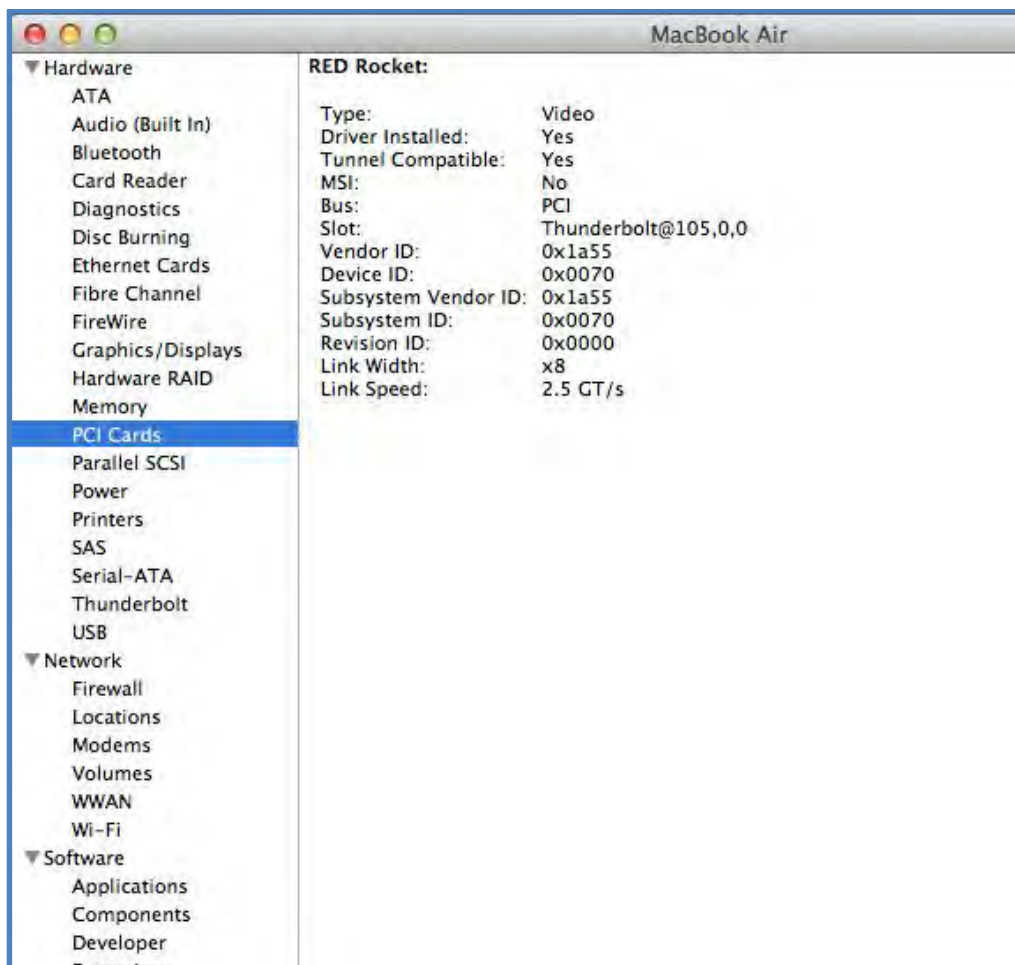 MacBook Air
Hardware
ATA
Audio (Built In)
Bluetooth
Card Reader
Diagnostics
Disc Burning
Ethernet Cards
Fibre Channel
FireWire
Graphics/Displays
Hardware RAID
Memory
PCI Cards
Parallel SCSI
Power
Printers
SAS
Serial-ATA
Thunderbolt
USB
Network
Firewall
Locations
Modems
Volumes
WWAN
Wi-Fi
Software
Applications
Components
Developer
RED Rocket:
Type: Video
Driver Installed: Yes
Tunnel Compatible: Yes
MSI: No
Bus: PCI
Slot: Thunderbolt@105,0,0
Vendor ID: 0x1a55
Device ID: 0x0070
Subsystem Vendor ID: 0x1a55
Subsystem ID: 0x0070
Revision ID: 0x0000
Link Width: x8
Link Speed: 2.5 GT/s